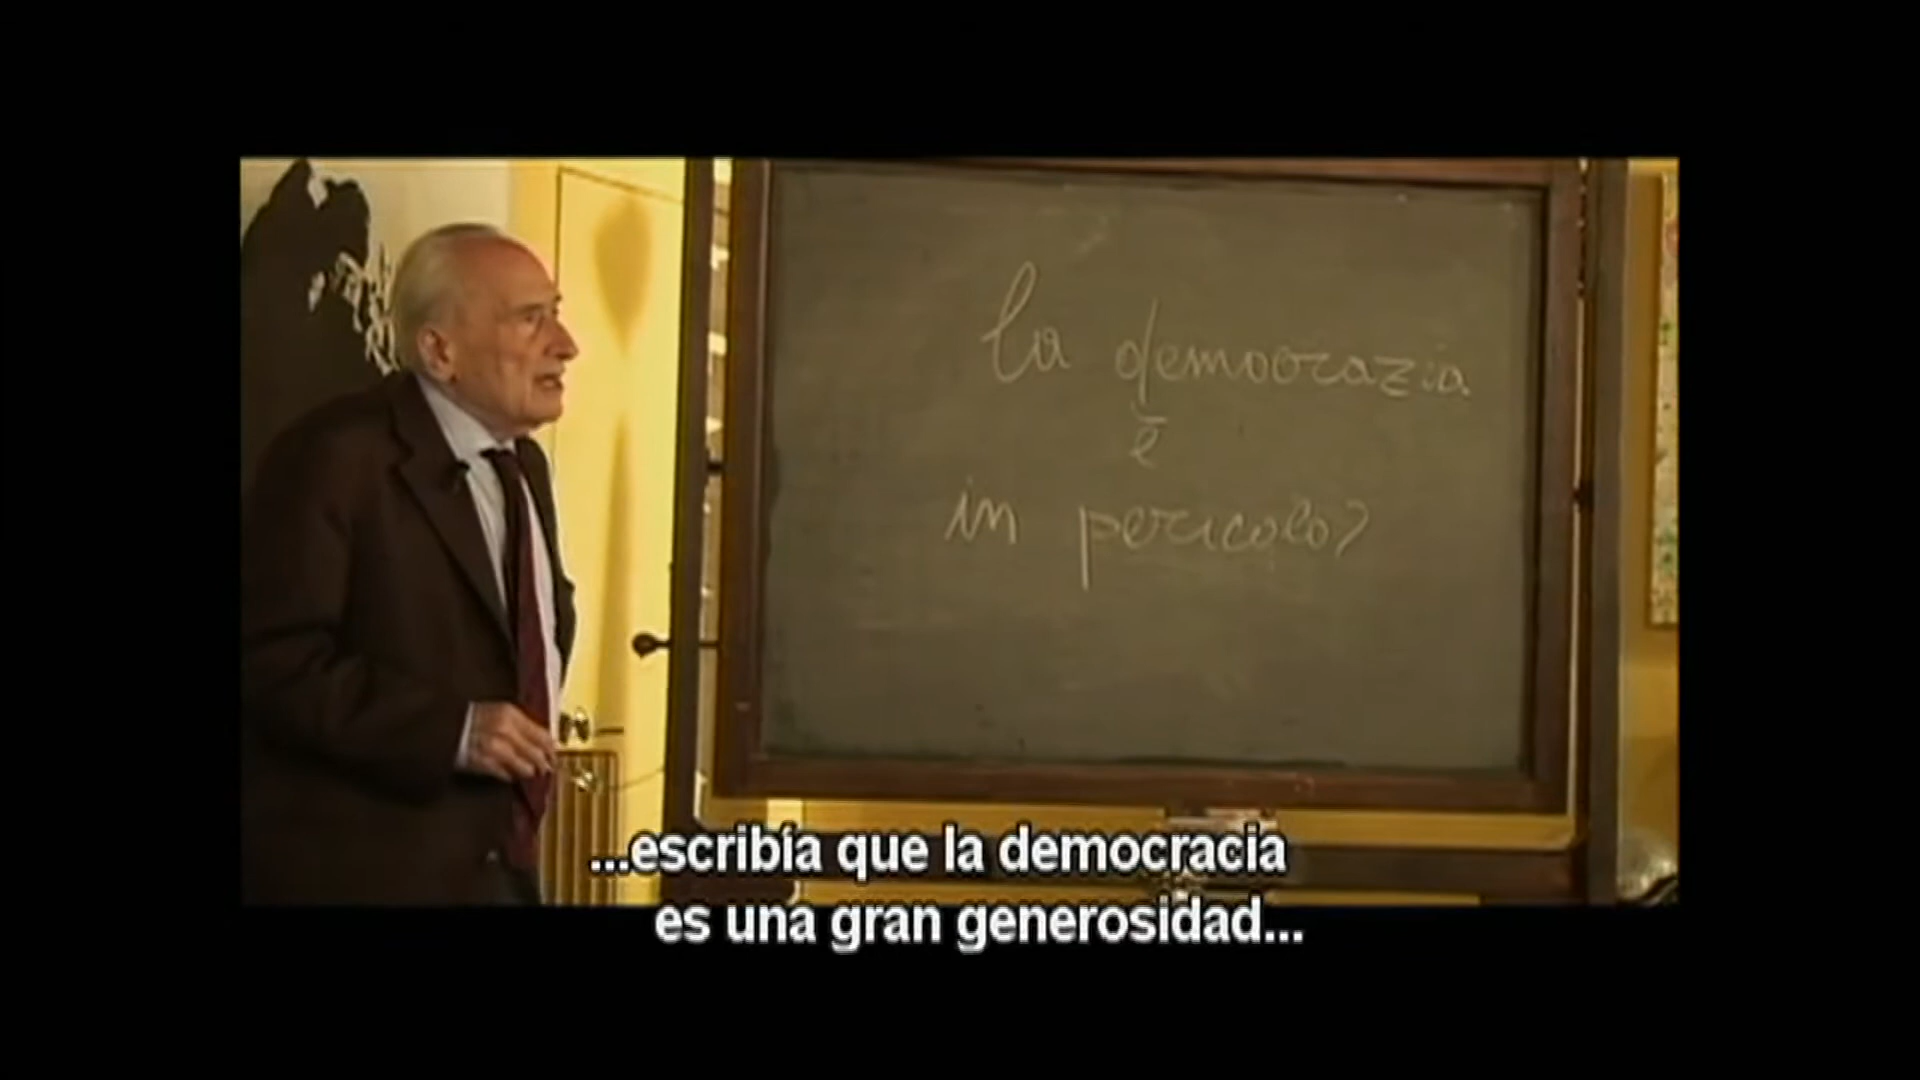 la democrazia
è
in pericolo?
...escribía que la democracia
es una gran generosidad...